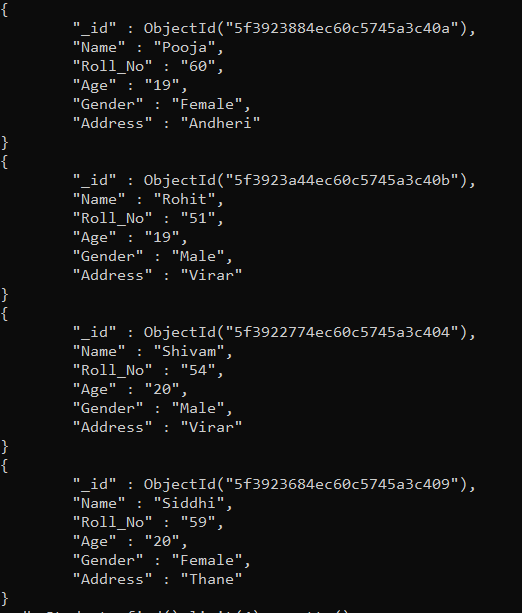 {
"_id" : ObjectId("5f3923884ec60c5745a3c40a"),
"Name" : "Pooja",
"Roll_No" : "60",
"Age" : "19",
"Gender" : "Female",
"Address" : "Andheri"
}
{
"_id" : ObjectId("5f3923a44ec60c5745a3c40b"),
"Name" : "Rohit",
"Roll_No" : "51",
"Age" : "19",
"Gender" : "Male",
"Address" : "Virar"
}
{
"_id" : ObjectId("5f3922774ec60c5745a3c404"),
"Name" : "Shivam",
"Roll_No" : "54",
"Age" : "20",
"Gender" : "Male",
"Address" : "Virar"
}
{
"_id" : ObjectId("5f3923684ec60c5745a3c409"),
"Name" : "Siddhi",
"Roll_No" : "59",
"Age" : "20",
"Gender" : "Female",
"Address" : "Thane"
}